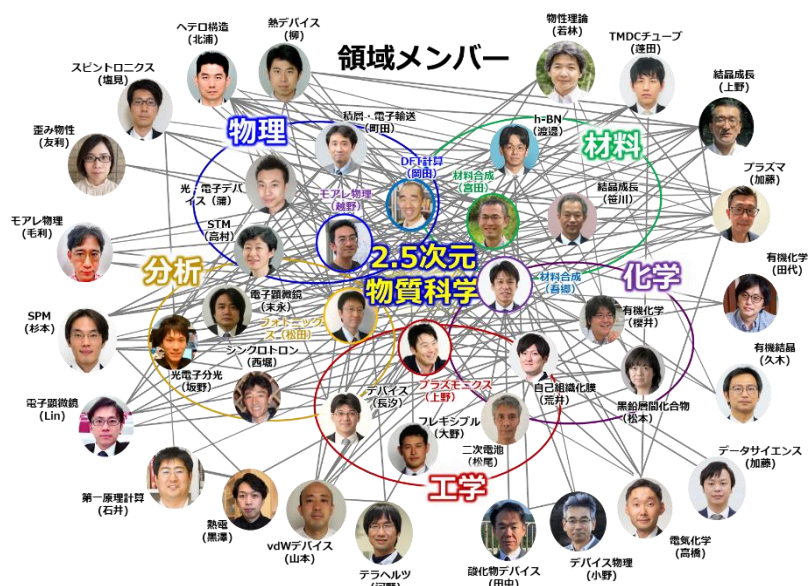 領域メンバー
ヘテロ構造
(北浦)
熱デバイス
(柳)
物性理論
(若林)
TMDCチューブ
(蓬田)
スピントロニクス
(塩見)
結晶成長
(上野)
歪み物性
(友利)
物理
積層・電子輸送
(町田)
h-BN
(渡邊)
材料
DFT計算
(岡田)
材料合成
(宮田)
プラズマ
(加藤)
光・電子デバ
イス(蒲)
モアレ物理
(越野)
結晶成長
(笹川)
モアレ物理
(毛利)
STM
(高村)
2.5次元
物質科学
分析
化学
有機化学
(田代)
材料合成
(吾郷)
電子顕微鏡
(末永)
フォトニック
ス(松田)
有機化学
(櫻井)
SPM
(杉本)
シンクロトロン
(西堀)
光電子分光
(坂野)
プラズモニクス
(上野)
自己組織化膜
(荒井)
有機結晶
(久木)
黒鉛層間化合物
(松本)
デバイス
(長汐)
フレキシブル
(大野)
二次電池
(松尾)
電子顕微鏡
(Lin)
工学
データサイエンス
(加藤)
第一原理計算
(石井)
熱電
(黒澤)
vdWデバイス
(山本)
テラヘルツ
(河野)
酸化物デバイス
(田中)
デバイス物理
(小野)
電気化学
(高橋)